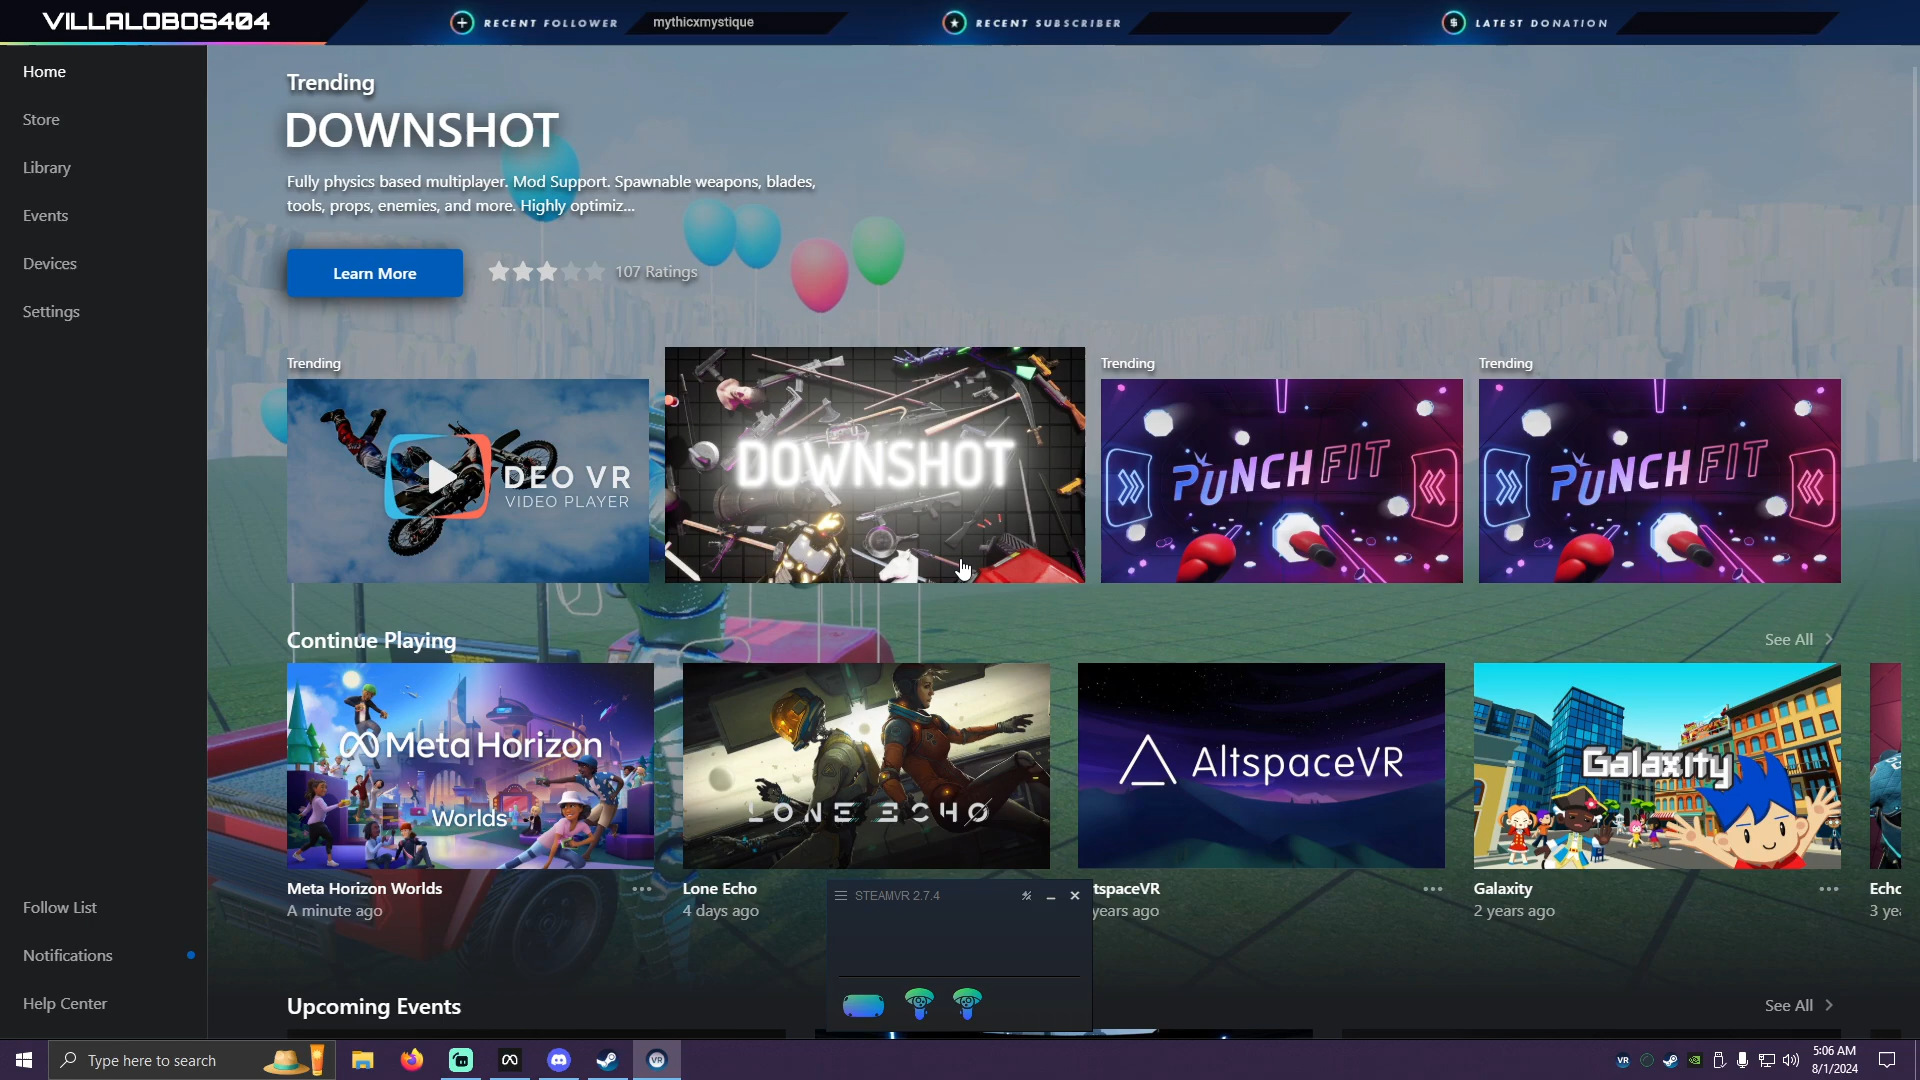 VILLALOBOS404
RECENT FOLLOWER
mythicxmystique
RECENT SUBSCRIBER
LATEST DONATION
Home
Store
Library
Events
Devices
Settings
Follow List
Notifications
Help Center
Trending
DOWNSHOT
Fully physics based multiplayer. Mod Support. Spawnable weapons, blades,
tools, props, enemies, and more. Highly optimiz...
Learn More
107 Ratings
Trending
DEO VR
VIDEO PLAYER
DOWNSHOT
Trending
PUNCH FIT
Trending
PUNCH FIT
Continue Playing
See All
Meta Horizon
Worlds
LONE ECHO
AltspaceVR
Galaxity
Meta Horizon Worlds
A minute ago
Lone Echo
4 days ago
tspaceVR
years ago
Galaxity
2 years ago
Echo
3 yea
STEAMVR 2.7.4
Upcoming Events
See All
Type here to search
VR
VR
5:06 AM
8/1/2024